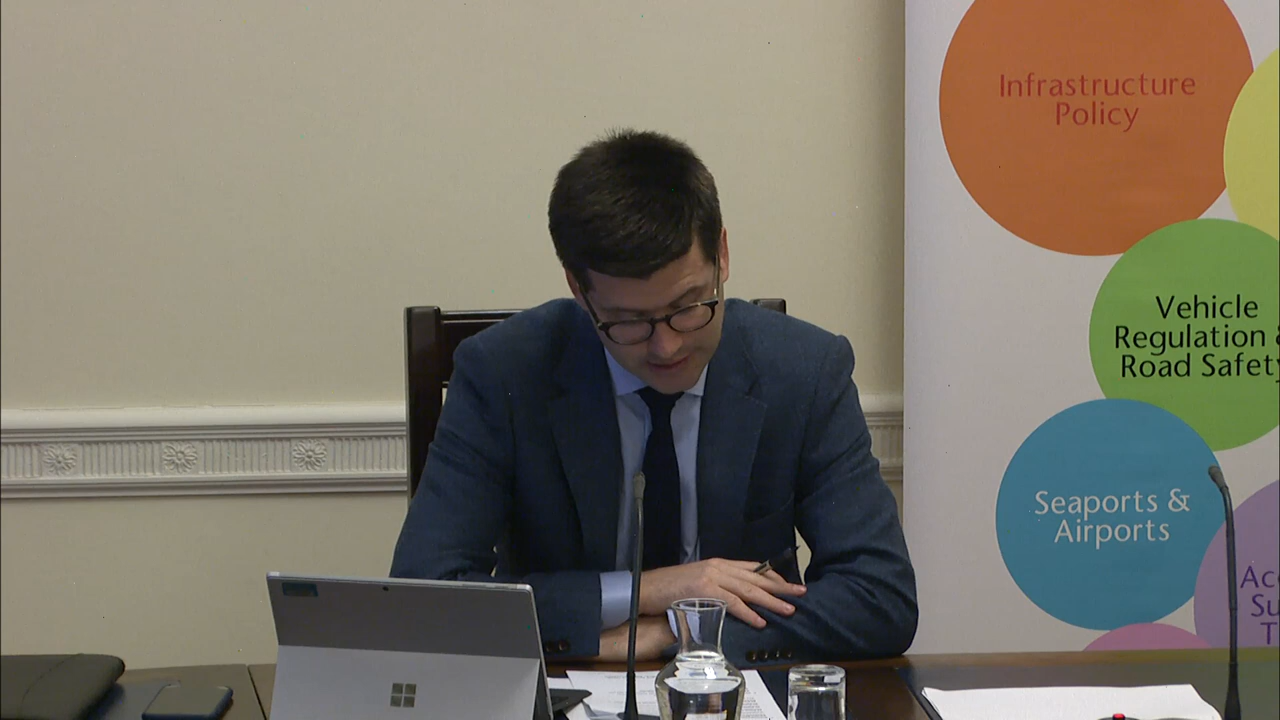 Infrastructure
Policy
Vehicle
Regulation
Road Safety
Seaports &
Airports